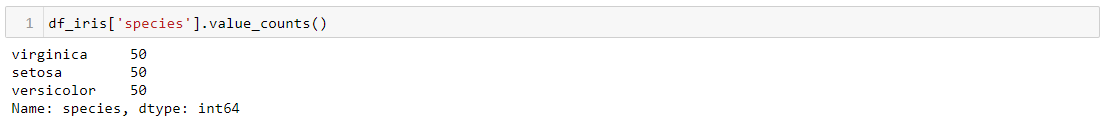 1 df_iris['species'].value_counts()
virginica 50
setosa 50
versicolor 50
Name: species, dtype: int64